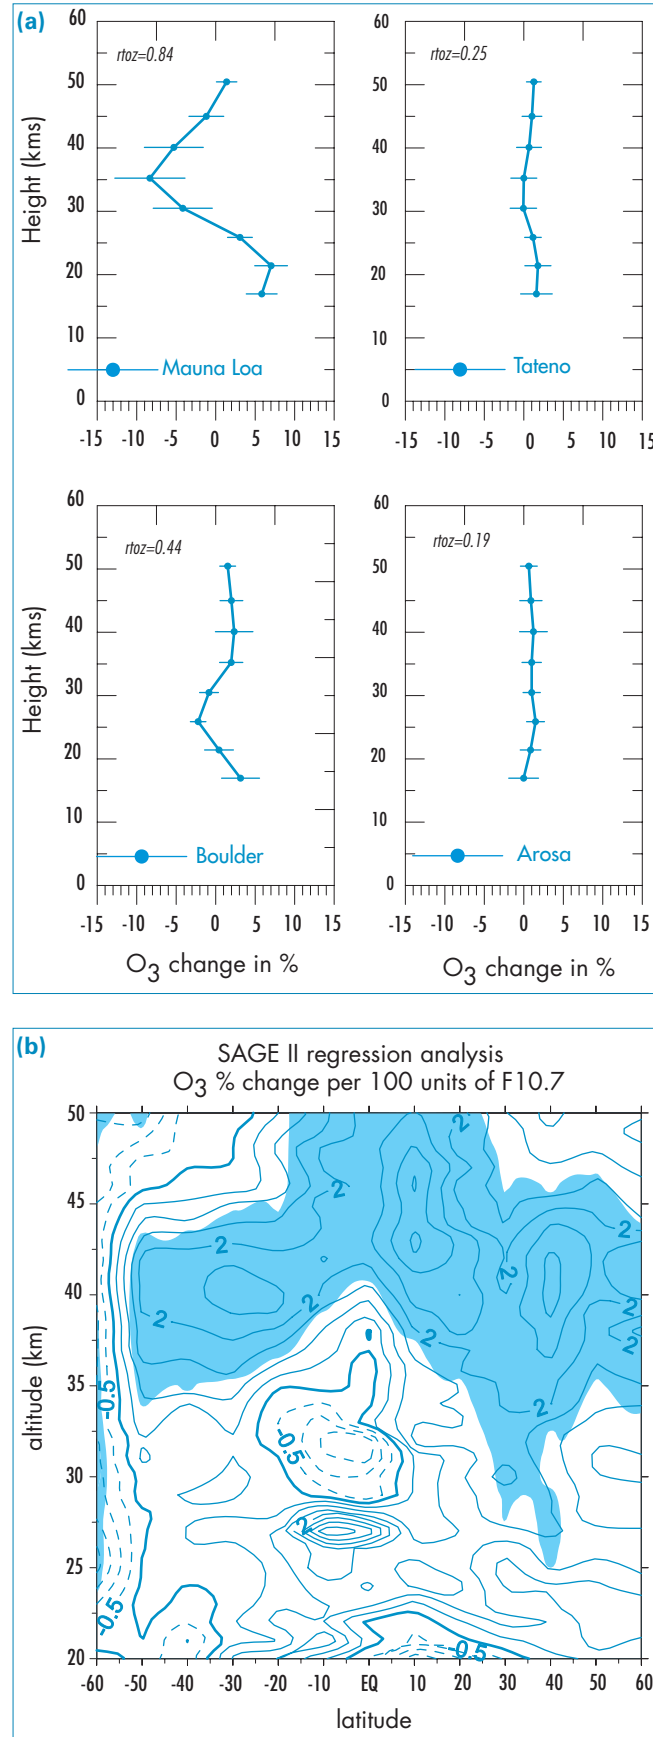 (a)
60
50
40
30
20
10
0
Height (kms)
rtoz=0.84
Mauna Loa
-15 -10 -5 0 5 10 15
60
50
40
30
20
10
0
rtoz=0.25
Tateno
-15 -10 -5 0 5 10 15
60
50
40
30
20
10
0
Height (kms)
rtoz=0.44
Boulder
-15 -10 -5 0 5 10 15
O3 change in %
60
50
40
30
20
10
0
rtoz=0.19
Arosa
-15 -10 -5 0 5 10 15
O3 change in %
(b)
SAGE II regression analysis
O3 % change per 100 units of F10.7
50
45
40
35
30
25
20
altitude (km)
2
2
2
2
2
2
2
2
2
2
2
2
-0.5
-0.5
-0.5
-0.5
-60 -50 -40 -30 -20 -10 EQ 10 20 30 40 50 60
latitude